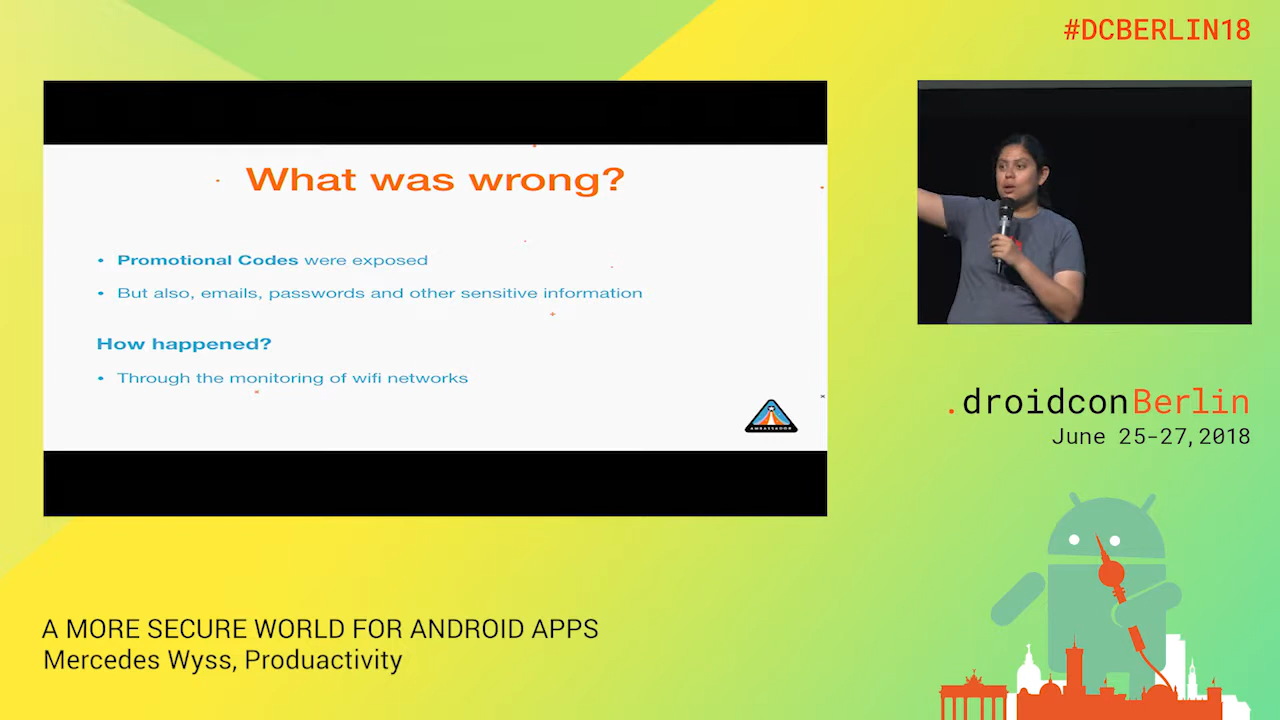 #DCBERLIN18
What was wrong?
• Promotional Codes were exposed
• But also, emails, passwords and other sensitive information
How happened?
• Through the monitoring of wifi networks
.droidconBerlin
June 25-27, 2018
A MORE SECURE WORLD FOR ANDROID APPS
Mercedes Wyss, Produactivity